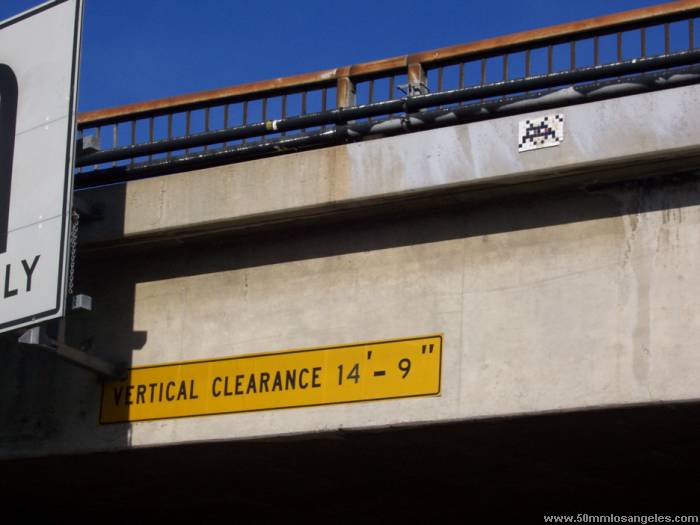 LY
VERTICAL CLEARANCE 14'-9"
www.50mmlosangeles.com